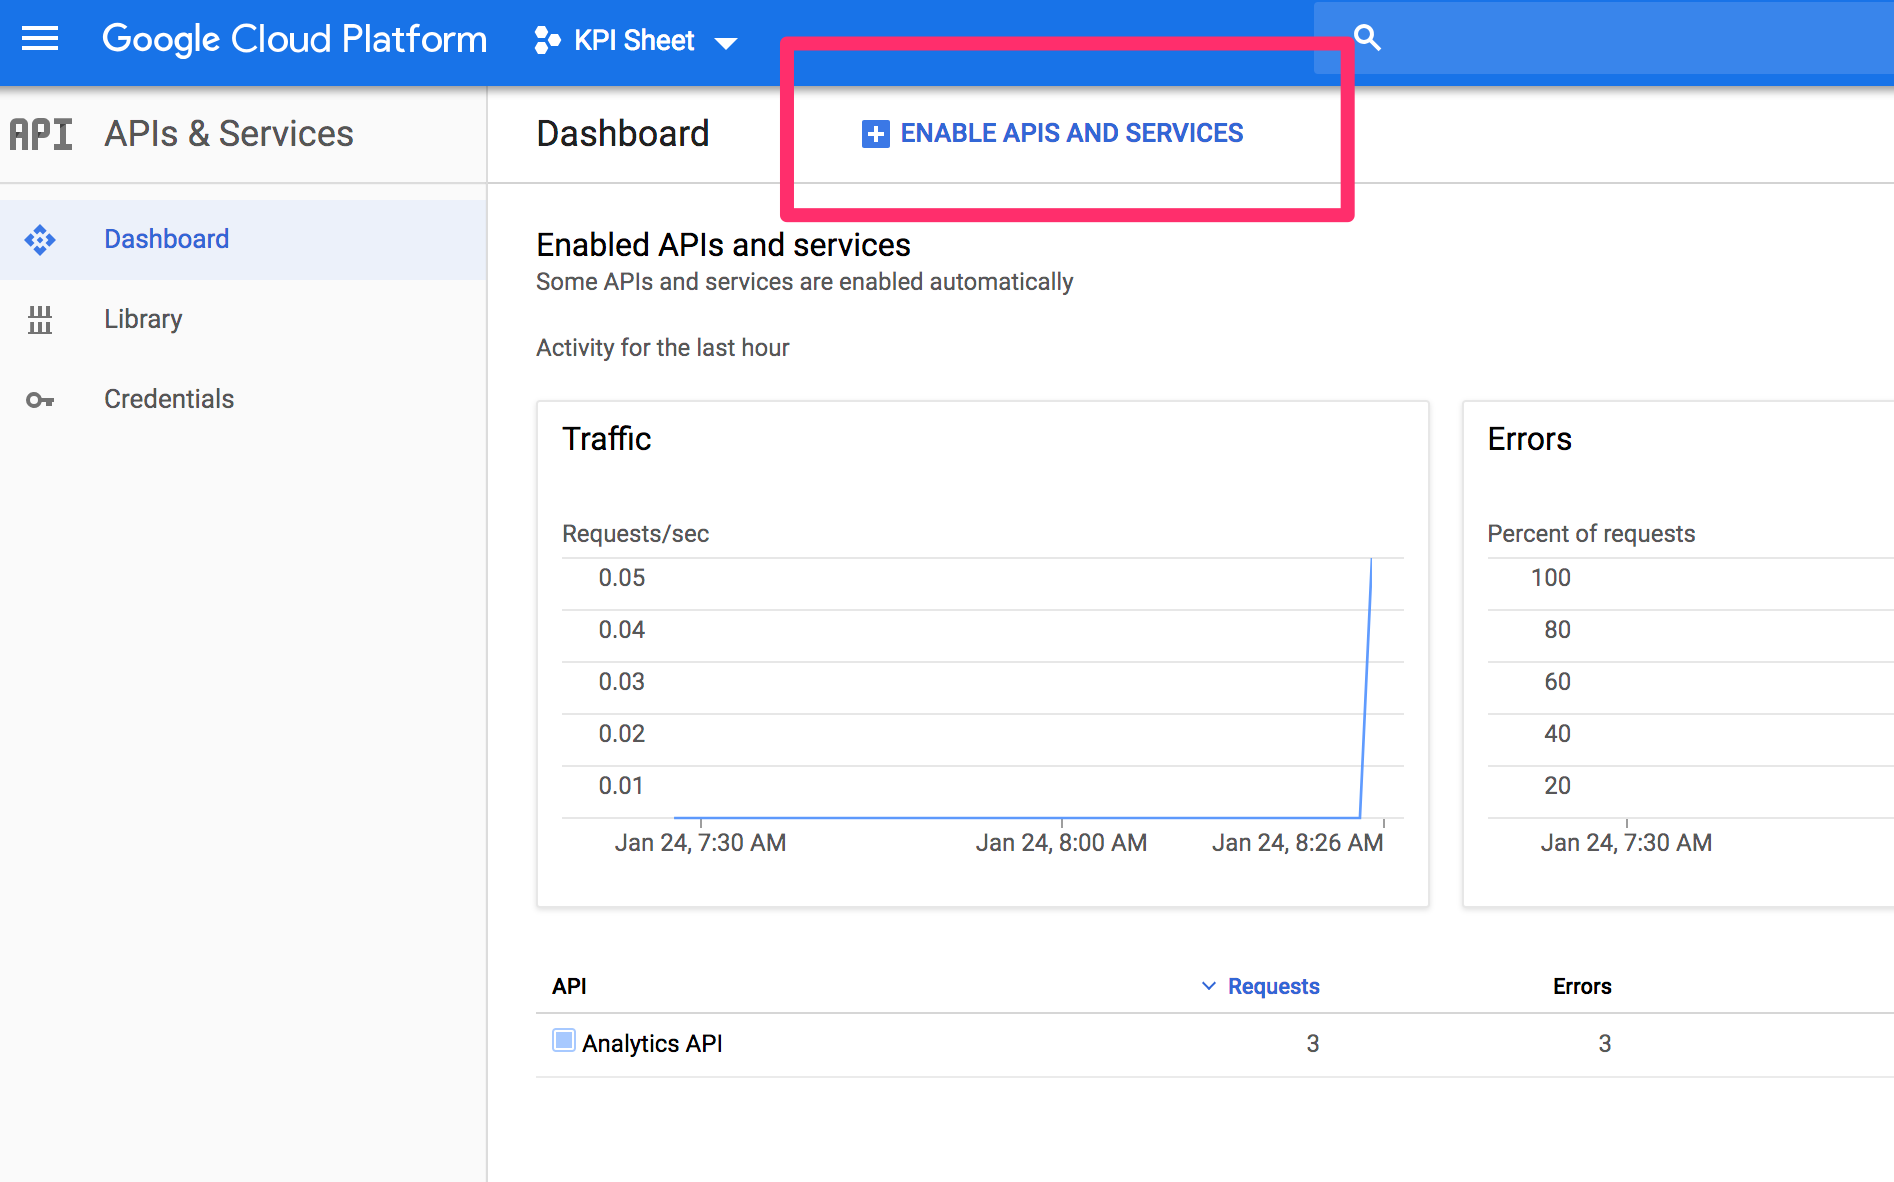 Google Cloud Platform
KPI Sheet
API
APIs & Services
Dashboard
ENABLE APIS AND SERVICES
Dashboard
Library
Credentials
Enabled APIs and services
Some APIs and services are enabled automatically
Activity for the last hour
Traffic
Requests/sec
0.05
0.04
0.03
0.02
0.01
Jan 24, 7:30 AM
Jan 24, 8:00 AM
Jan 24, 8:26 AM
Errors
Percent of requests
100
80
60
40
20
Jan 24, 7:30 AM
API Requests Errors
Analytics API 3 3